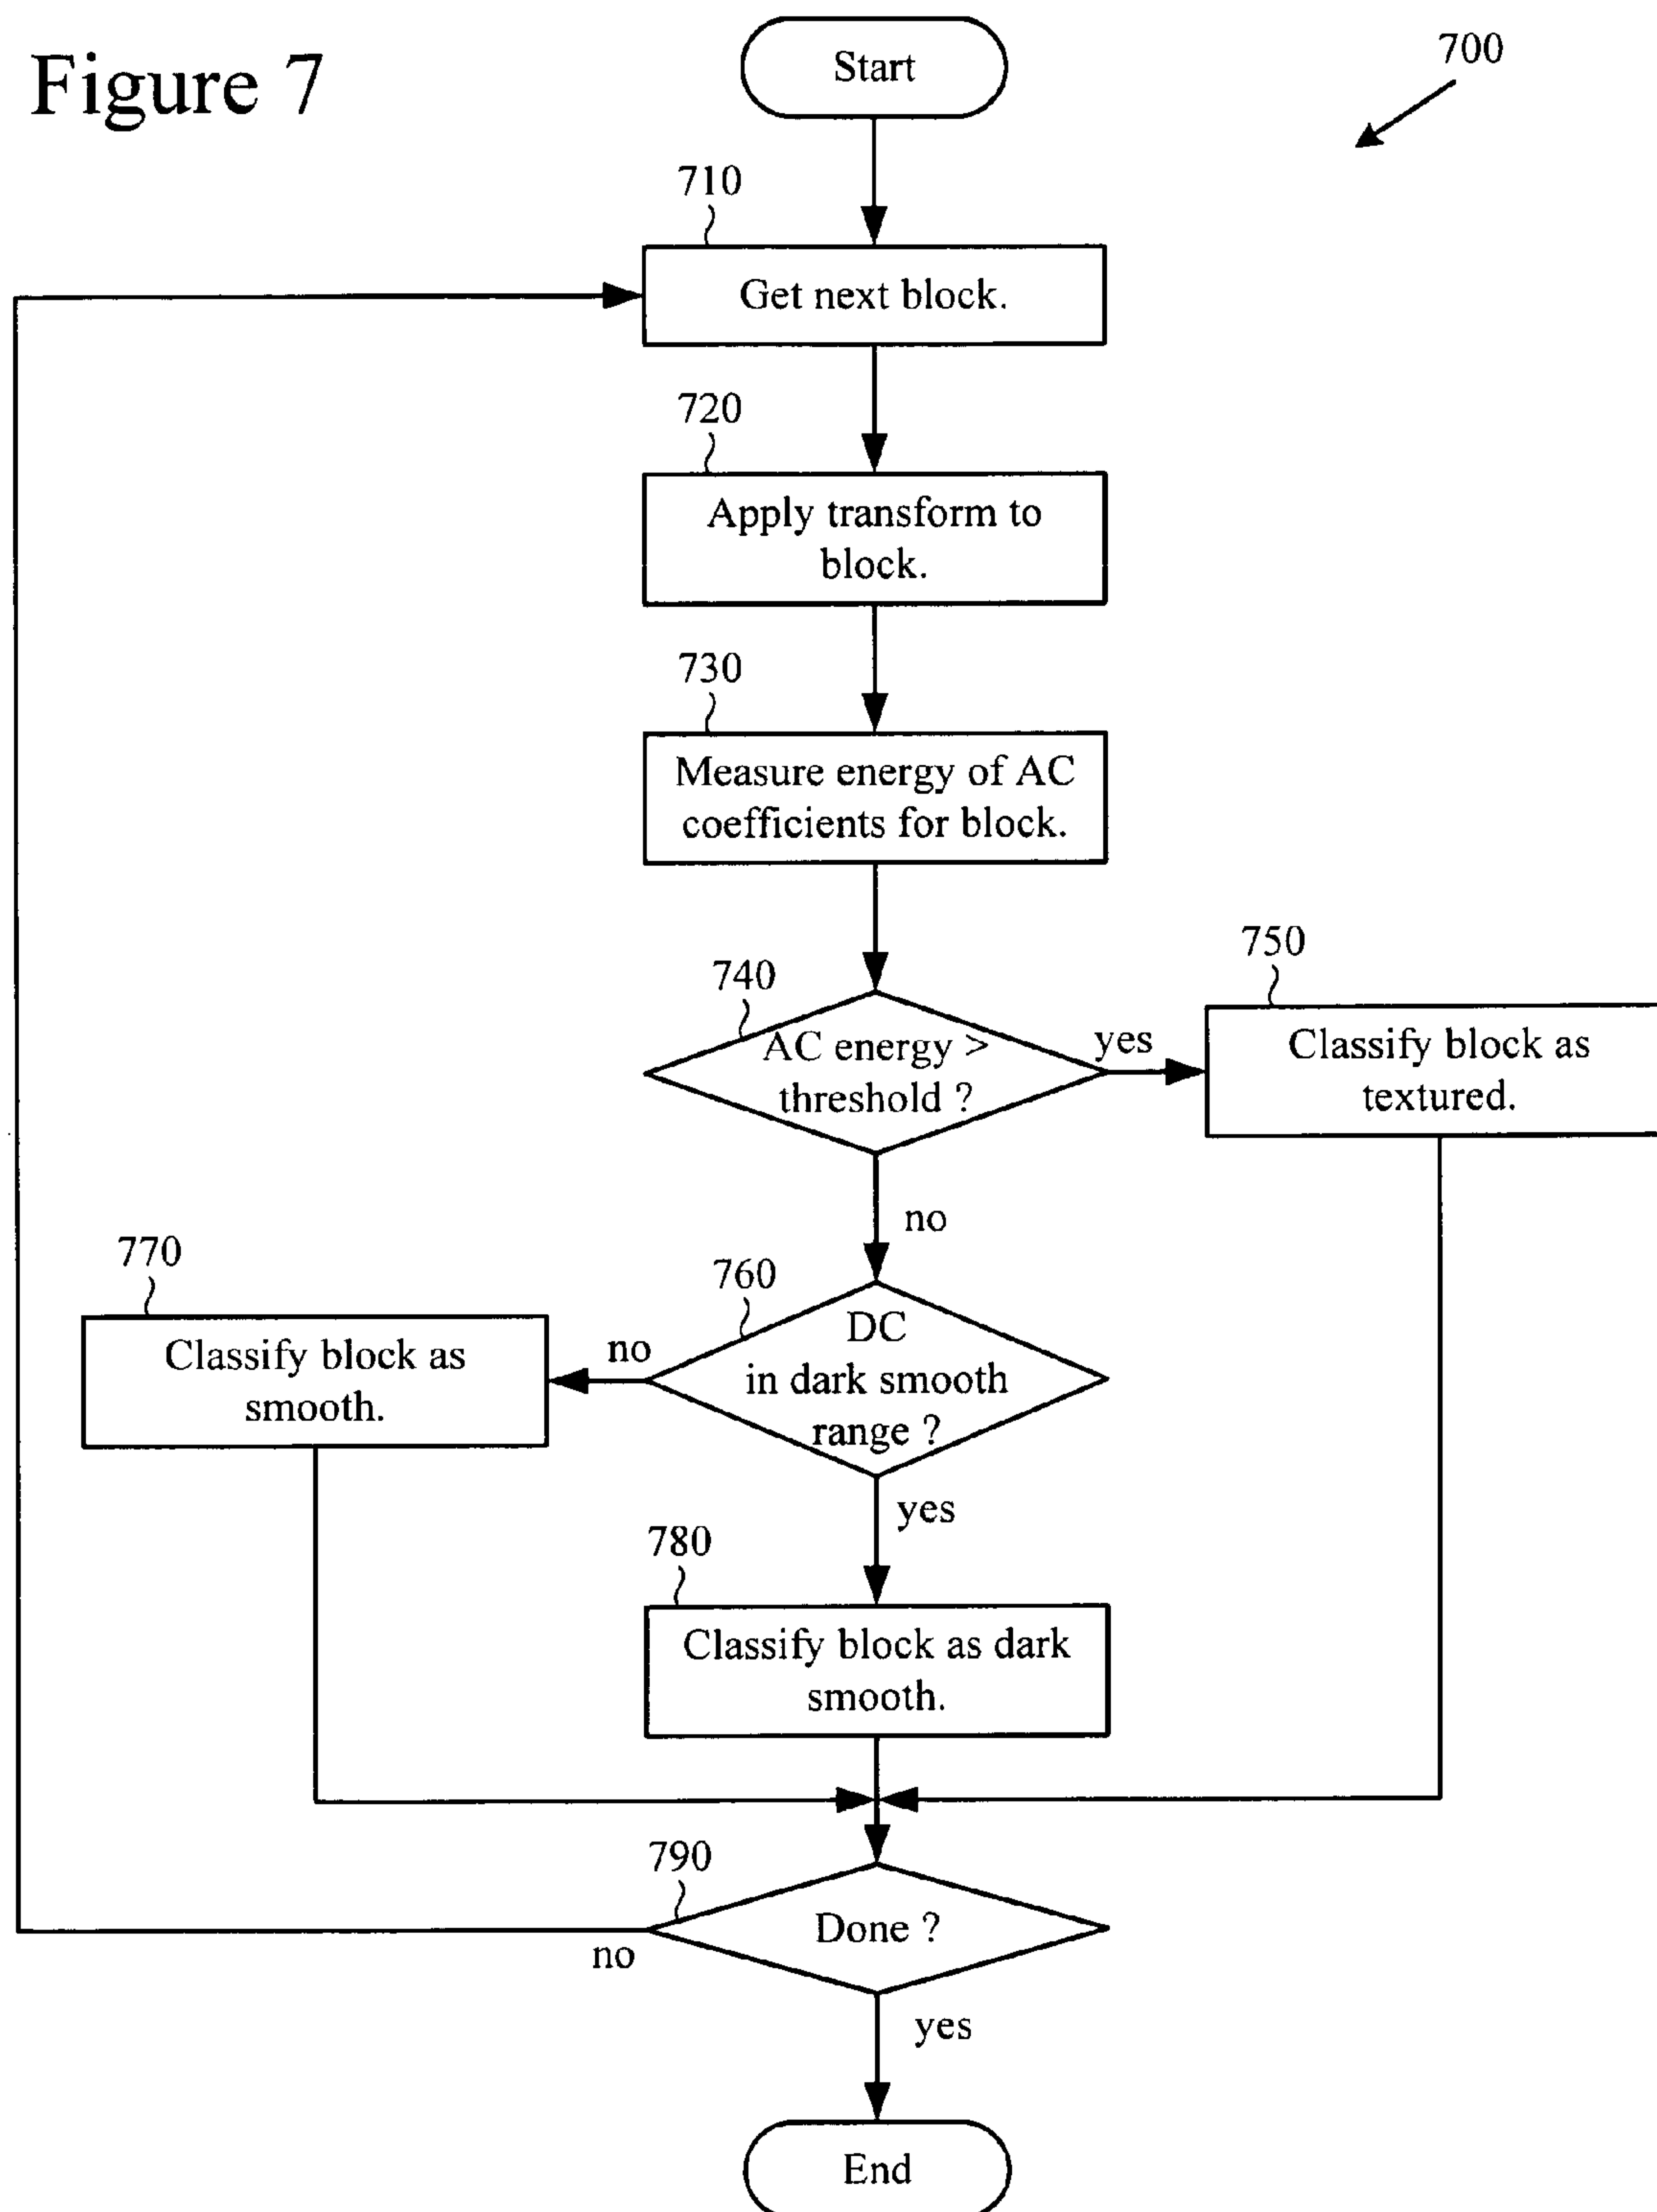 Figure 7
Start
700
710
Get next block.
720
Apply transform to
block.
730
Measure energy of AC
coefficients for block.
740
AC energy >
threshold ?
yes
750
Classify block as
textured.
no
760
DC
in dark smooth
range ?
no
770
Classify block as
smooth.
yes
780
Classify block as dark
smooth.
790
Done ?
no
yes
End